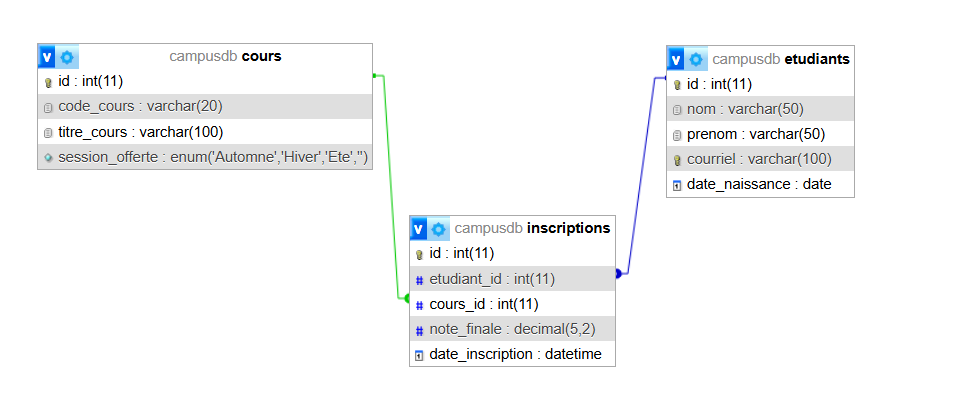 v campusdb cours
id : int(11)
code_cours : varchar(20)
titre_cours : varchar(100)
session_offerte : enum('Automne','Hiver','Ete','')
v campusdb etudiants
id : int(11)
nom : varchar(50)
prenom : varchar(50)
courriel : varchar(100)
date_naissance : date
v campusdb inscriptions
id : int(11)
# etudiant_id : int(11)
# cours_id : int(11)
# note_finale : decimal(5,2)
date_inscription : datetime